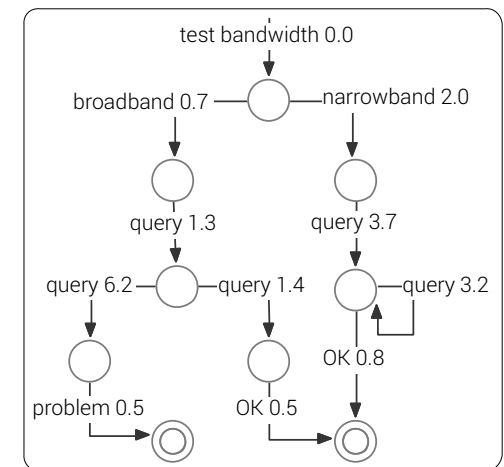 test bandwidth 0.0
broadband 0.7
narrowband 2.0
query 1.3
query 3.7
query 6.2
query 1.4
query 3.2
OK 0.8
problem 0.5
OK 0.5